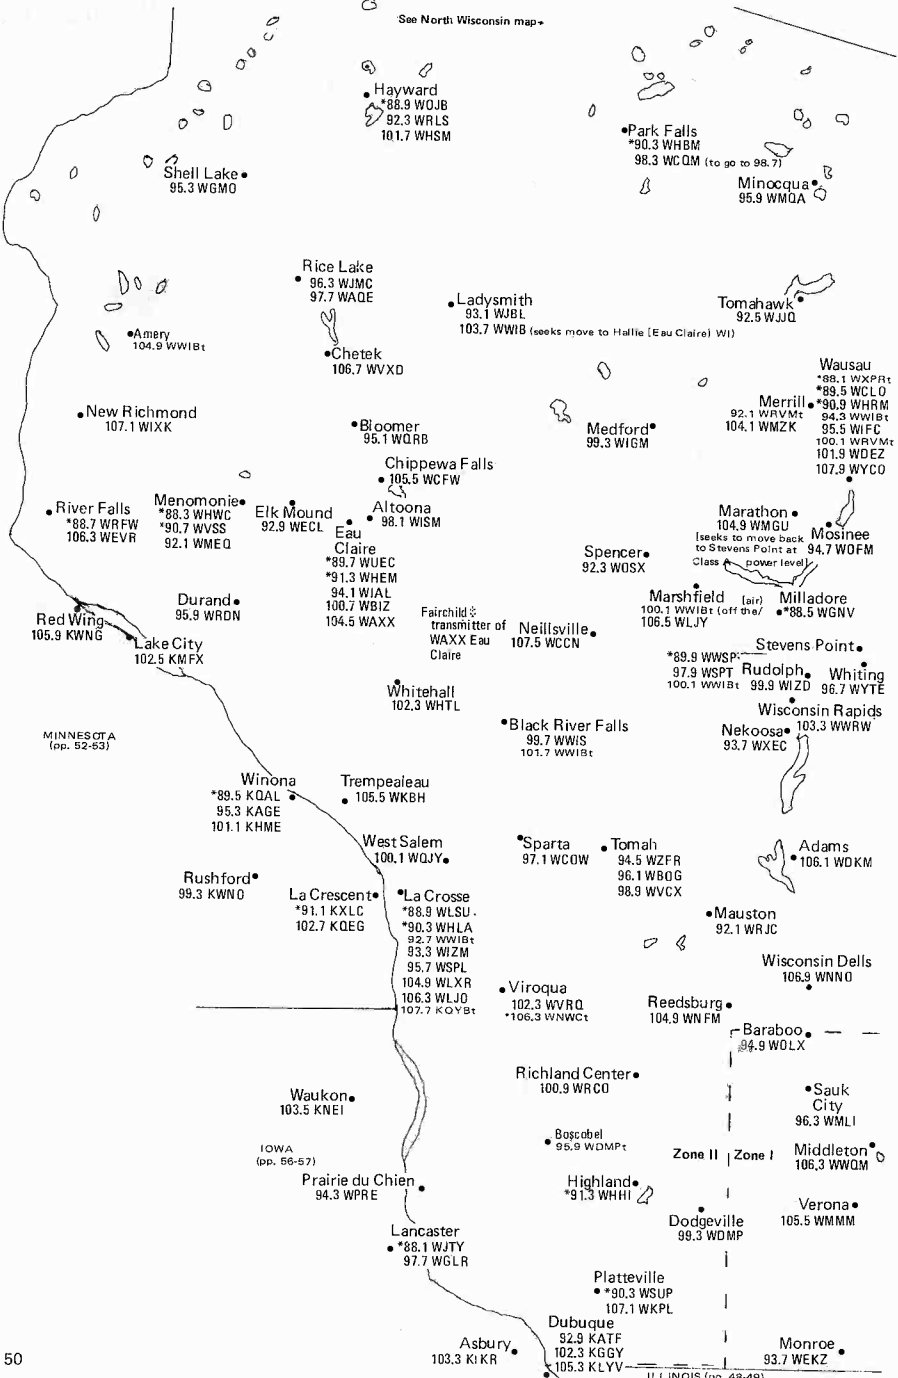 See North Wisconsin map→
Hayward
*88.9 WOJB
92.3 WRLS
101.7 WHSM
Park Falls
*90.3 WHBM
98.3 WCQM (to go to 98.7)
Shell Lake
95.3 WGMO
Minocqua
95.9 WMQA
Rice Lake
96.3 WJMC
97.7 WAQE
Ladysmith
93.1 WJBL
103.7 WWIB (seeks move to Hallie [Eau Claire) WI)
Tomahawk
92.5 WJJQ
Amery
104.9 WWIBt
Chetek
106.7 WVXD
Wausau
*88.1 WXPRt
*89.5 WCLQ
*90.9 WHRM
94.3 WWIBt
95.5 WIFC
100.1 WRVMt
101.9 WDEZ
107.9 WYCO
Merrill
92.1 WRVMt
104.1 WMZK
New Richmond
107.1 WIXK
Bloomer
95.1 WQRB
Medford
99.3 WIGM
Chippewa Falls
105.5 WCFW
River Falls
*88.7 WRFW
106.3 WEVR
Menomonie
*88.3 HHWC
*90.7 WVSS
92.1 WMEQ
Elk Mound
92.9 WECL
Altoona
98.1 WISM
Eau
Claire
*89.7 WUEC
*91.3 WHEM
94.1 WIAL
100.7 WBIZ
104.5 WAXX
Marathon
104.9 WMGU
[seeks to move back
to Stevens Point at
Class A power level]
Mosinee
94.7 WOFM
Spencer
92.3 WOSX
Durand
95.9 WRDN
Marshfield
100.1 WWIBt (off the/
[air)
106.5 WLJY
Milladore
*88.5 WGNV
Red Wing
105.9 KWNG
Lake City
102.5 KMFX
Fairchild
transmitter of
WAXX Eau
Claire
Neillsville
107.5 WCCN
Stevens Point
*89.9 WWSP
97.9 WSPT
100.1 WWIBt
Rudolph
99.9 WIZD
Whiting
96.7 WYTE
Whitehall
102.3 WHTL
Wisconsin Rapids
103.3 WWRW
Nekoosa
93.7 WXEC
Black River Falls
99.7 WWIS
101.7 WWIBt
MINNESOTA
(pp. 52-53)
Winona
*89.5 KQAL
95.3 KAGE
101.1 KHME
Trempealeau
105.5 WKBH
West Salem
100.1 WQJY
Sparta
97.1 WCOW
Tomah
94.5 WZFR
96.1 WBOG
98.9 WVCX
Adams
106.1 WDKM
Rushford
99.3 KWNO
La Crescent
*91.1 KXLC
102.7 KQEG
La Crosse
*88.9 WLSU
*90.3 WHLA
92.7 WWIBt
93.3 WIZM
95.7 WSPL
104.9 WLXR
106.3 WLJO
107.7 KQYBt
Mauston
92.1 WRJC
Wisconsin Dells
106.9 WNNO
Viroqua
102.3 WVRQ
*106.3 WNWCt
Reedsburg
104.9 WNFM
Baraboo
94.9 WOLX
Richland Center
100.9 WRCO
Waukon
103.5 KNEI
Sauk
City
96.3 WMLI
Boscobel
95.9 WDMPt
IOWA
(pp. 56-57)
Zone II
Zone I
Middleton
106.3 WWQM
Prairie du Chien
94.3 WPRE
Highland
*91.3 WHHI
Verona
105.5 WMMM
Dodgeville
99.3 WDMP
Lancaster
*88.1 WJTY
97.7 WGLR
Platteville
*90.3 WSUP
107.1 WKPL
Dubuque
92.9 KATF
102.3 KGGY
105.3 KLYV
Asbury
103.3 KIKR
Monroe
93.7 WEKZ
50
ILLINOIS (pp. 48-49)